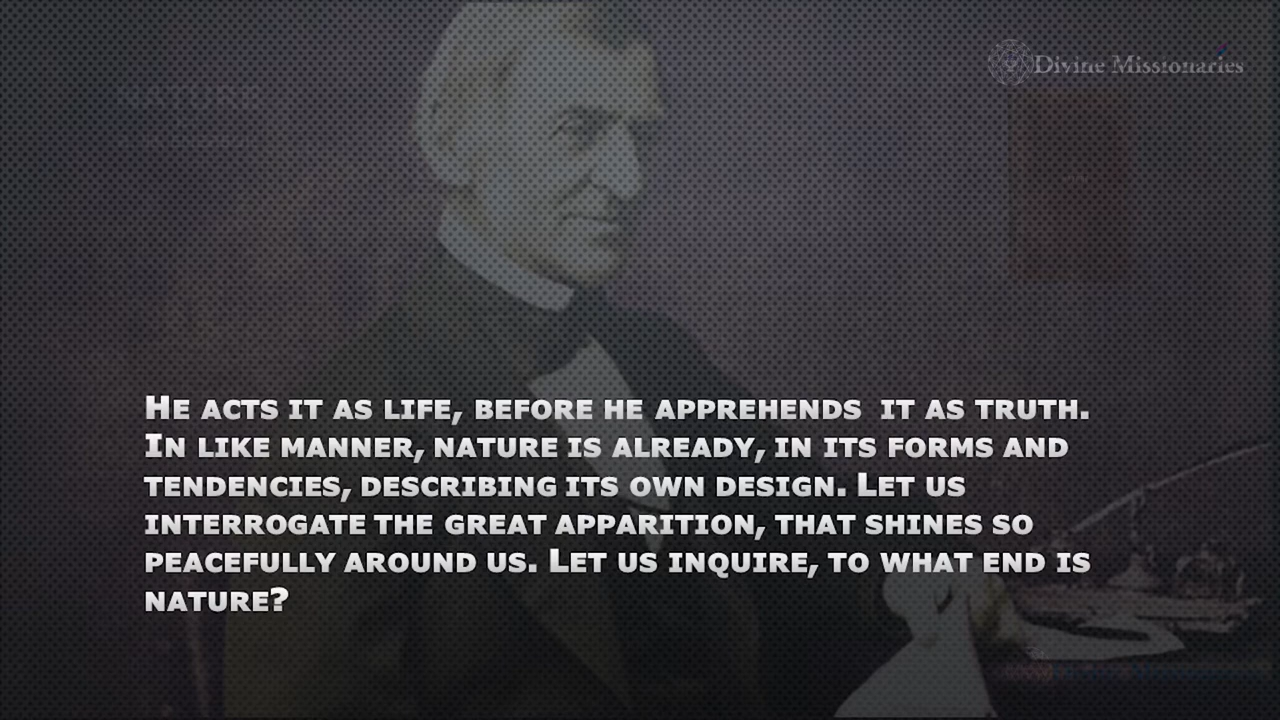 Divine Missionaries
He acts it as life, before he apprehends it as truth.
In like manner, nature is already, in its forms and
tendencies, describing its own design. Let us
interrogate the great apparition, that shines so
peacefully around us. Let us inquire, to what end is
nature?